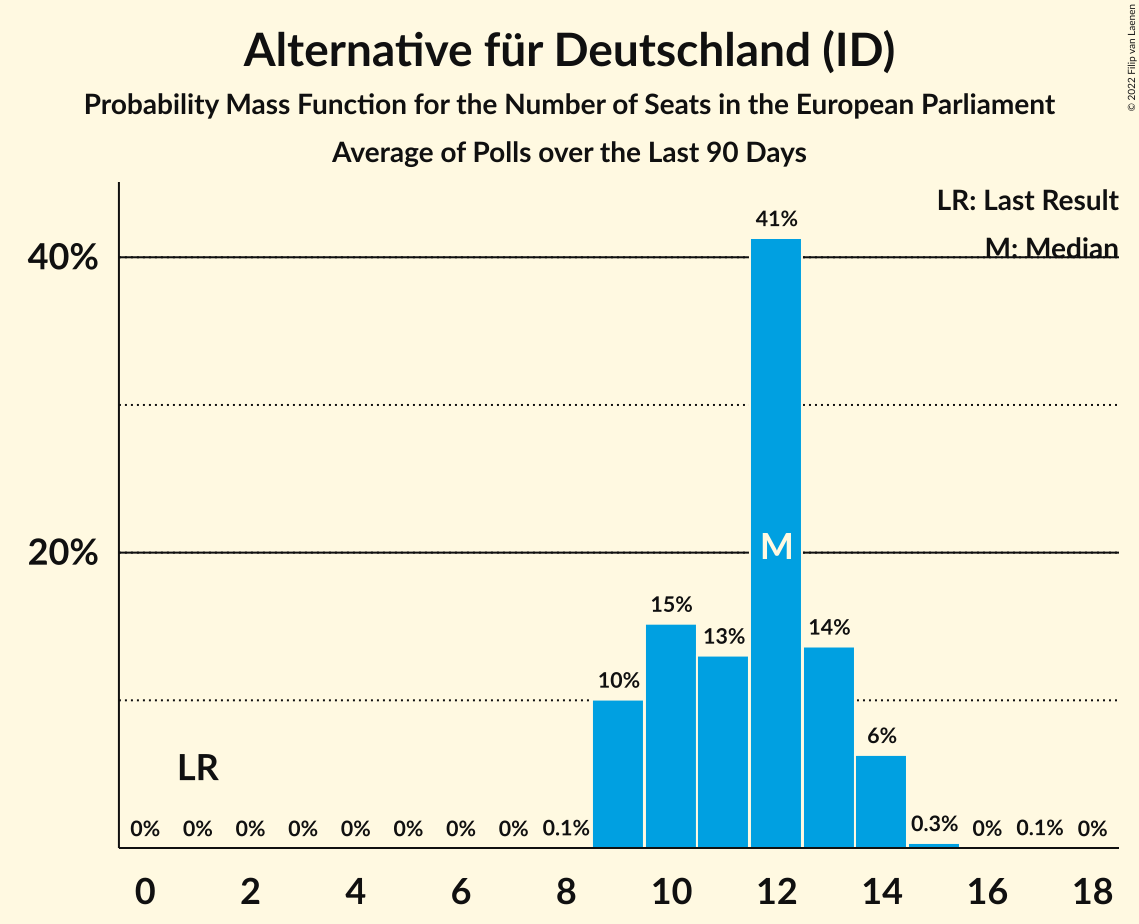 Alternative für Deutschland (ID)
Probability Mass Function for the Number of Seats in the European Parliament
Average of Polls over the Last 90 Days
© 2022 Filip van Laenen
LR: Last Result
M: Median
40%
20%
41%
M
15%
14%
13%
10%
6%
LR
0% 0% 0% 0% 0% 0% 0% 0% 0.1% 0.3% 0% 0.1% 0%
0 2 4 6 8 10 12 14 16 18